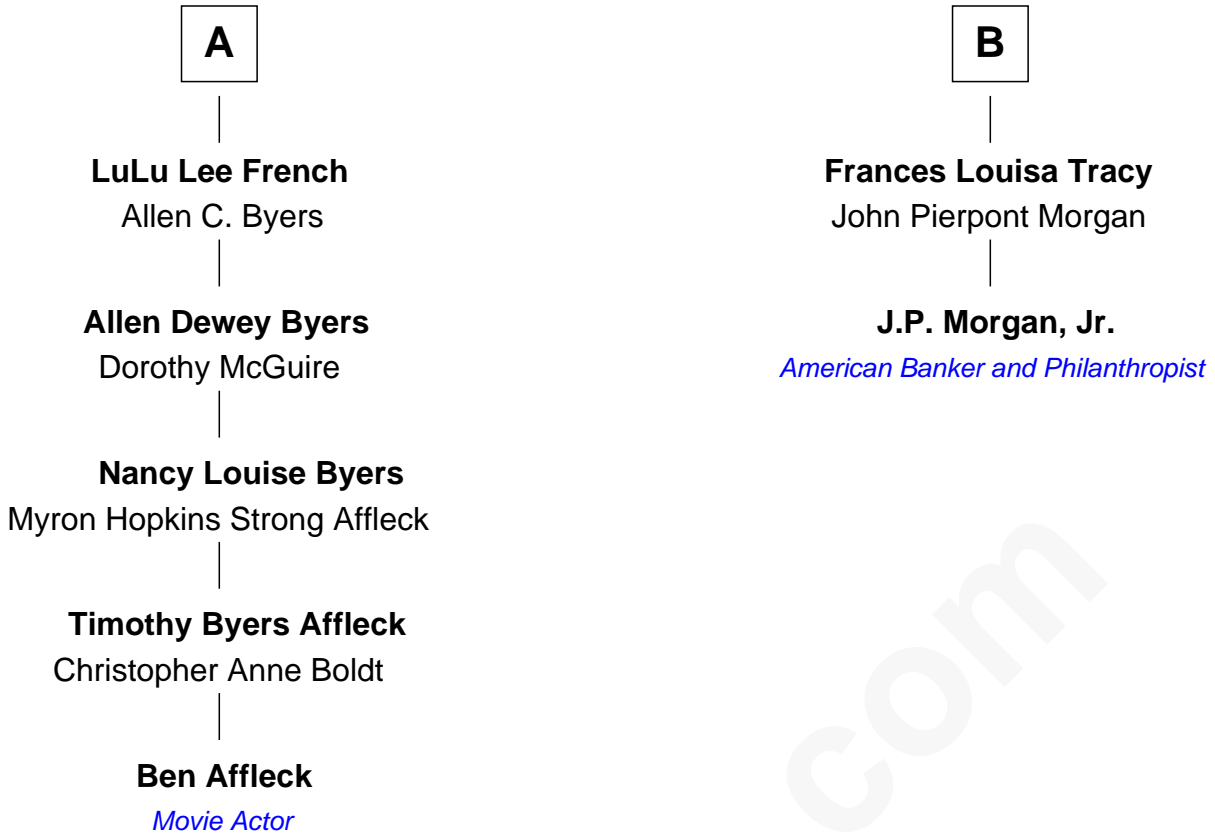 A
LuLu Lee French
Allen C. Byers
Allen Dewey Byers
Dorothy McGuire
Nancy Louise Byers
Myron Hopkins Strong Affleck
Timothy Byers Affleck
Christopher Anne Boldt
Ben Affleck
Movie Actor
B
Frances Louisa Tracy
John Pierpont Morgan
J.P. Morgan, Jr.
American Banker and Philanthropist
com